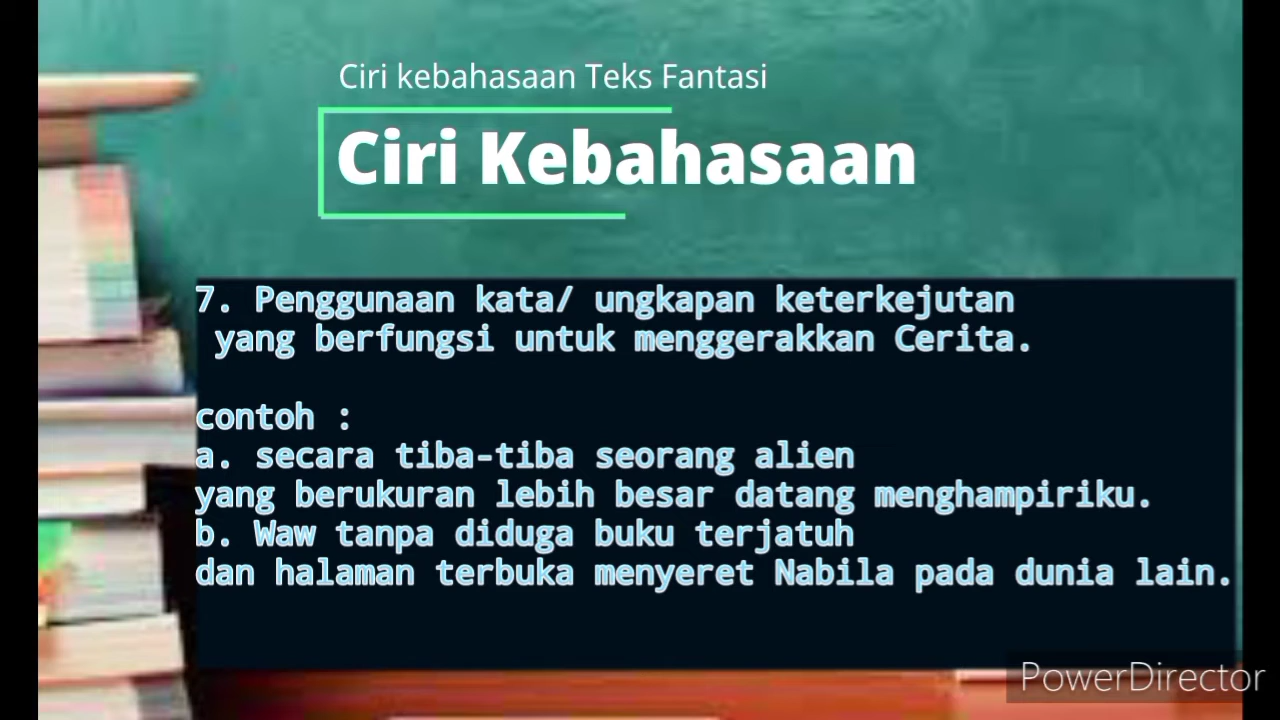 Ciri kebahasaan Teks Fantasi
Ciri Kebahasaan
7. Penggunaan kata/ ungkapan keterkejutan
yang berfungsi untuk menggerakkan Cerita.
contoh :
a. secara tiba-tiba seorang alien
yang berukuran lebih besar datang menghampiriku.
b. Waw tanpa diduga buku terjatuh
dan halaman terbuka menyeret Nabila pada dunia lain.
PowerDirector